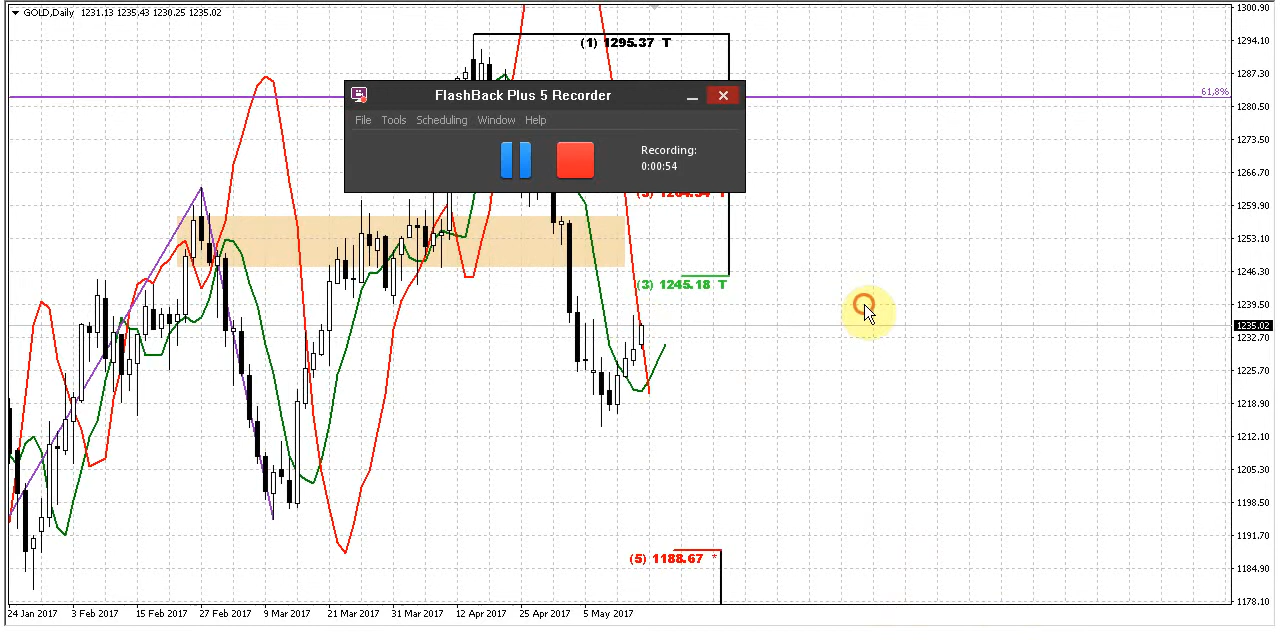 GOLD,Daily 1231.13 1235.43 1230.25 1235.02
1300.90
(1) 1295.37 T
1294.10
1287.30
61,8%
1280.50
1273.50
1266.70
1259.90
1253.10
1246.30
1239.50
1235.02
1232.70
1225.70
1218.90
1212.10
1205.30
1198.50
1191.70
1184.90
1178.10
FlashBack Plus 5 Recorder
File Tools Scheduling Window Help
Recording:
0:00:54
(3) 1245.18 T
(5) 1188.67 *
24 Jan 2017 3 Feb 2017 15 Feb 2017 27 Feb 2017 9 Mar 2017 21 Mar 2017 31 Mar 2017 12 Apr 2017 25 Apr 2017 5 May 2017